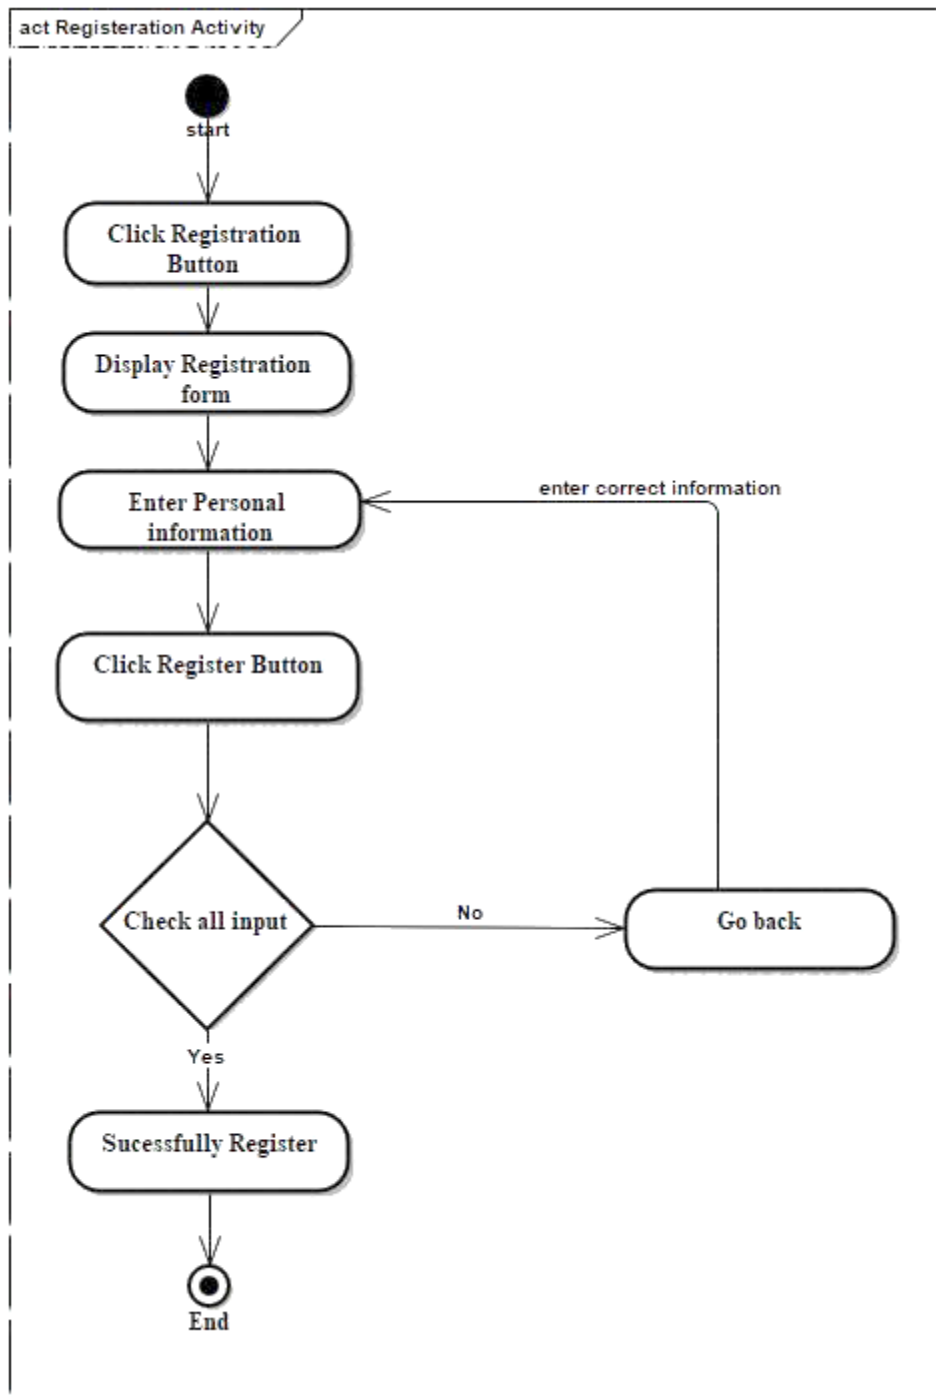 act Registeration Activity
start
Click Registration
Button
Display Registration
form
enter correct information
Enter Personal
information
Click Register Button
Check all input
No
Go back
Yes
Sucessfully Register
End